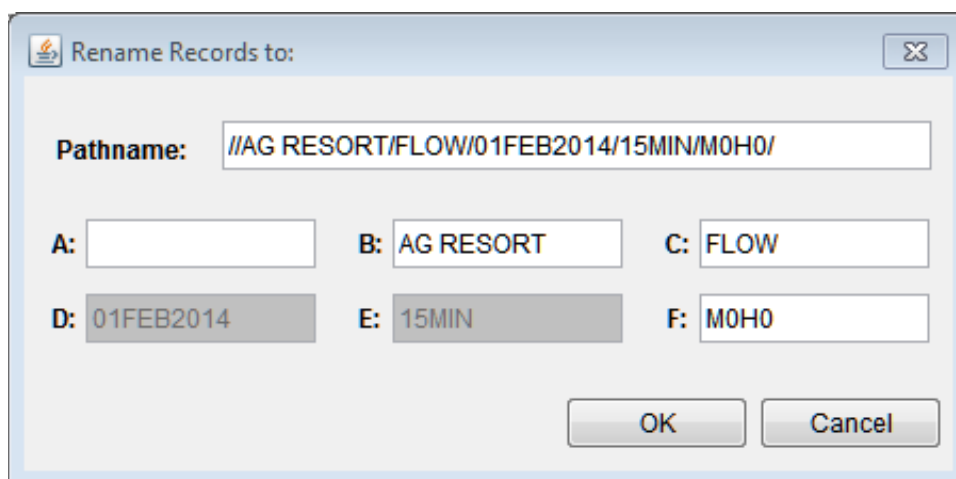 Rename Records to:
Pathname: //AG RESORT/FLOW/01FEB2014/15MIN/M0H0/
A: B: AG RESORT C: FLOW
D: 01FEB2014 E: 15MIN F: M0H0
OK Cancel